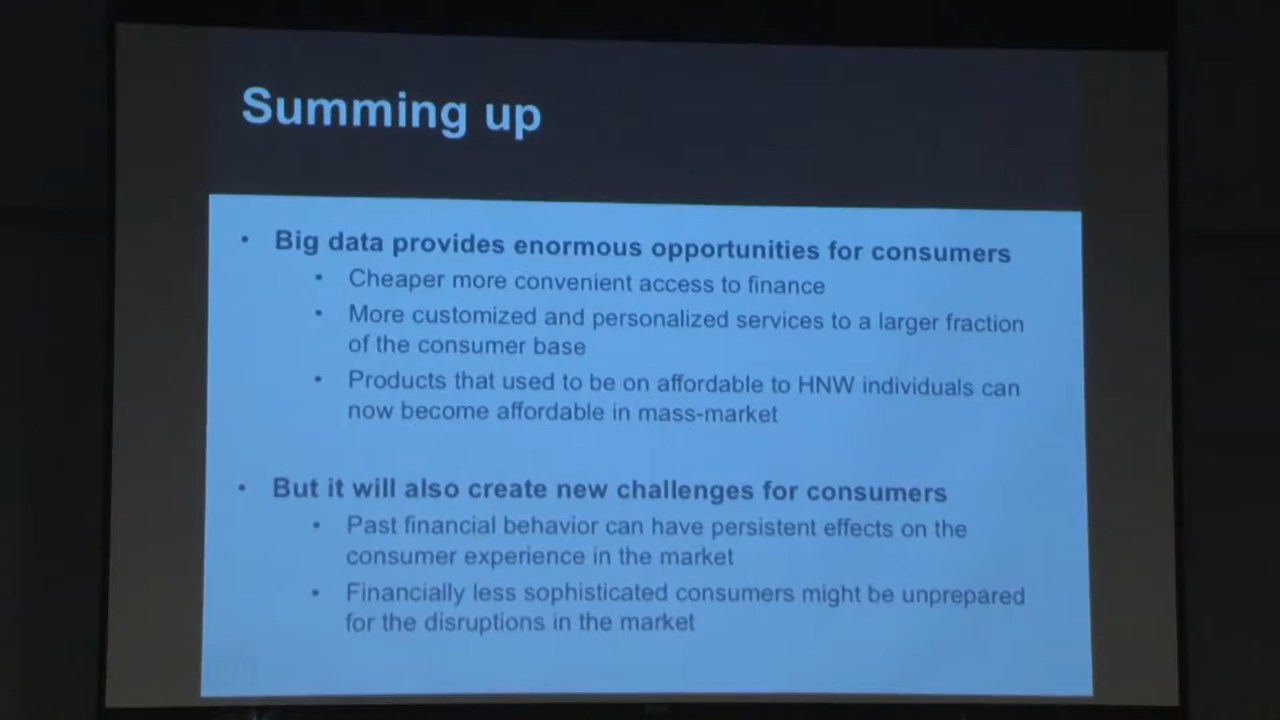 Summing up
• Big data provides enormous opportunities for consumers
• Cheaper more convenient access to finance
• More customized and personalized services to a larger fraction
of the consumer base
• Products that used to be on affordable to HNW individuals can
now become affordable in mass-market
• But it will also create new challenges for consumers
• Past financial behavior can have persistent effects on the
consumer experience in the market
• Financially less sophisticated consumers might be unprepared
for the disruptions in the market